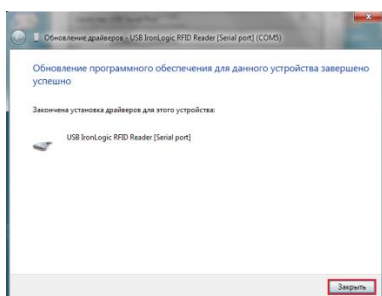 Обновление драйверов - USB IronLogic RFID Reader [Serial port] (COM5)
Обновление программного обеспечения для данного устройства завершено
успешно
Закончена установка драйверов для этого устройства:
USB IronLogic RFID Reader [Serial port]
Закрыть